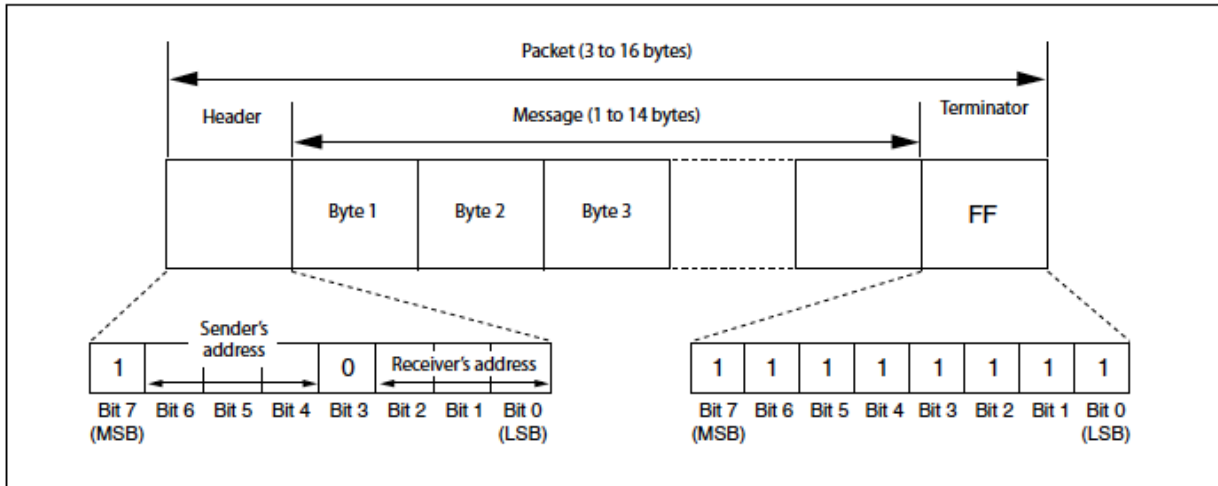 Packet (3 to 16 bytes)
Header
Message (1 to 14 bytes)
Terminator
Byte 1
Byte 2
Byte 3
FF
Sender's
address
1
0
Receiver's address
Bit 7
(MSB)
Bit 6
Bit 5
Bit 4
Bit 3
Bit 2
Bit 1
Bit 0
(LSB)
1
1
1
1
1
1
1
1
Bit 7
(MSB)
Bit 6
Bit 5
Bit 4
Bit 3
Bit 2
Bit 1
Bit 0
(LSB)